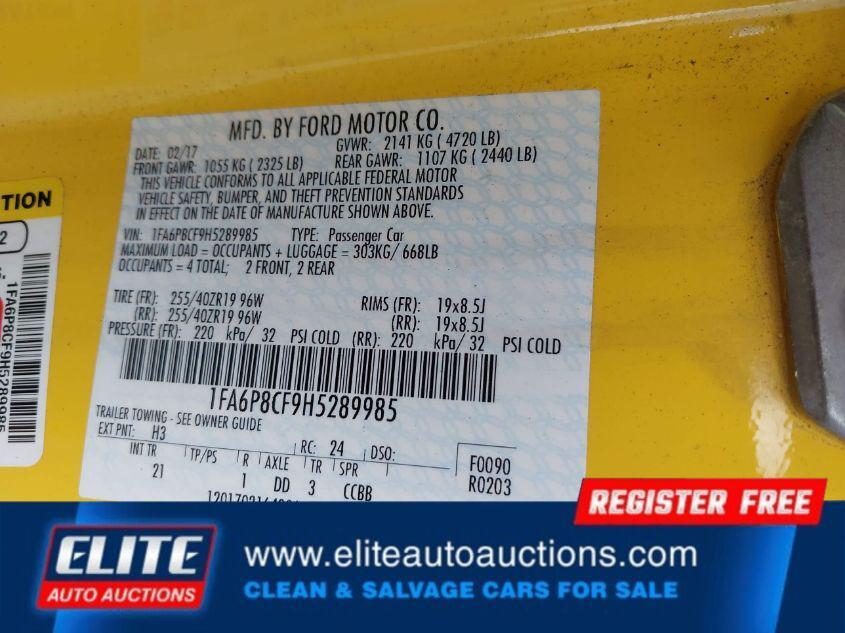 MFD. BY FORD MOTOR CO.
DATE: 02/17
GVWR: 2141 KG ( 4720 LB)
FRONT GAWR: 1055 KG ( 2325 LB)
REAR GAWR: 1107 KG ( 2440 LB)
THIS VEHICLE CONFORMS TO ALL APPLICABLE FEDERAL MOTOR
VEHICLE SAFETY, BUMPER, AND THEFT PREVENTION STANDARDS
IN EFFECT ON THE DATE OF MANUFACTURE SHOWN ABOVE.
VIN: 1FA6P8CF9H5289985 TYPE: Passenger Car
MAXIMUM LOAD = OCCUPANTS + LUGGAGE = 303KG/ 668LB
OCCUPANTS = 4 TOTAL; 2 FRONT, 2 REAR
TIRE (FR): 255/40ZR19 96W RIMS (FR): 19x8.5J
(RR): 255/40ZR19 96W (RR): 19x8.5J
PRESSURE (FR): 220 kPa/ 32 PSI COLD (RR): 220 kPa/ 32 PSI COLD
1FA6P8CF9H5289985
TRAILER TOWING - SEE OWNER GUIDE
EXT PNT: H3 RC: 24 DSO:
INT TR TP/PS R AXLE TR SPR
21 1 DD 3 CCBB
F0090
R0203
TION
2
1FA6P8CF9H5289985
REGISTER FREE
ELITE
AUTO AUCTIONS
www.eliteautoauctions.com
CLEAN & SALVAGE CARS FOR SALE